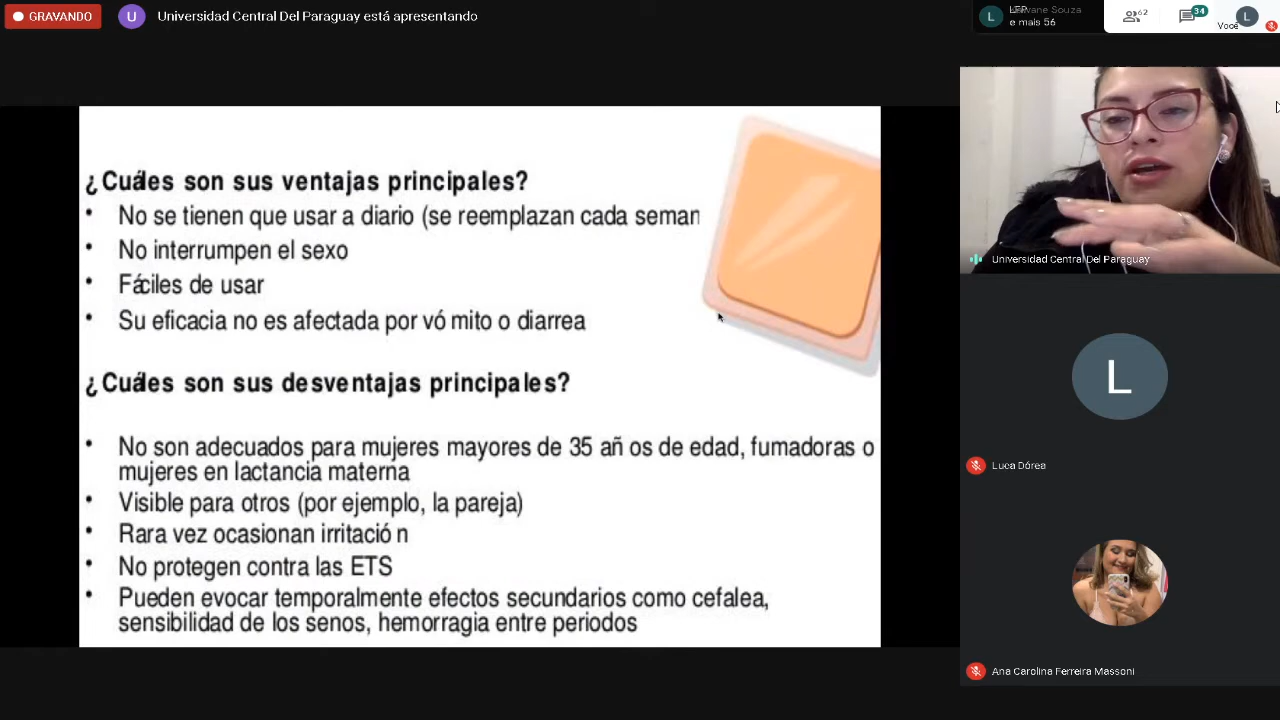 GRAVANDO
U
Universidad Central Del Paraguay está apresentando
L
e mais 56
62
34
L
Você
¿Cuáles son sus ventajas principales?
• No se tienen que usar a diario (se reemplazan cada seman
• No interrumpen el sexo
• Fáciles de usar
• Su eficacia no es afectada por vó mito o diarrea
¿Cuáles son sus desventajas principales?
• No son adecuados para mujeres mayores de 35 añ os de edad, fumadoras o
mujeres en lactancia materna
• Visible para otros (por ejemplo, la pareja)
• Rara vez ocasionan irritació n
• No protegen contra las ETS
• Pueden evocar temporalmente efectos secundarios como cefalea,
sensibilidad de los senos, hemorragia entre periodos
Universidad Central Del Paraguay
L
Luca Dórea
Ana Carolina Ferreira Massoni